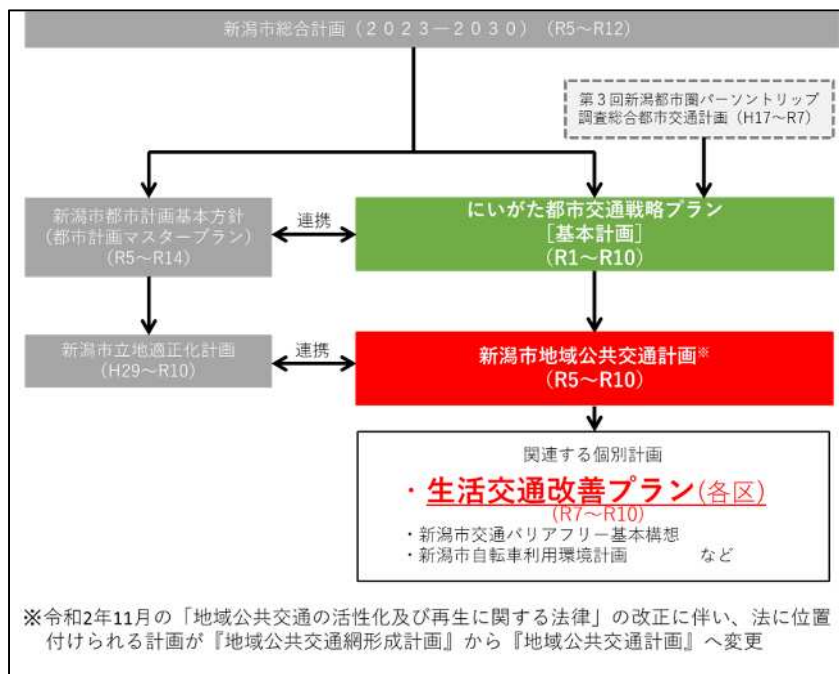 新潟市総合計画（２０２３－２０３０）（R5～R12）
第３回新潟都市圏パーソントリップ
調査総合都市交通計画（H17～R7）
新潟市都市計画基本方針
（都市計画マスタープラン）
（R5～R14）
連携
にいがた都市交通戦略プラン
［基本計画］
（R1～R10）
新潟市立地適正化計画
（H29～R10）
連携
新潟市地域公共交通計画※
（R5～R10）
関連する個別計画
・生活交通改善プラン(各区)
(R7～R10)
・新潟市交通バリアフリー基本構想
・新潟市自転車利用環境計画　　など
※令和2年11月の「地域公共交通の活性化及び再生に関する法律」の改正に伴い、法に位置
付けられる計画が『地域公共交通網形成計画』から『地域公共交通計画』へ変更